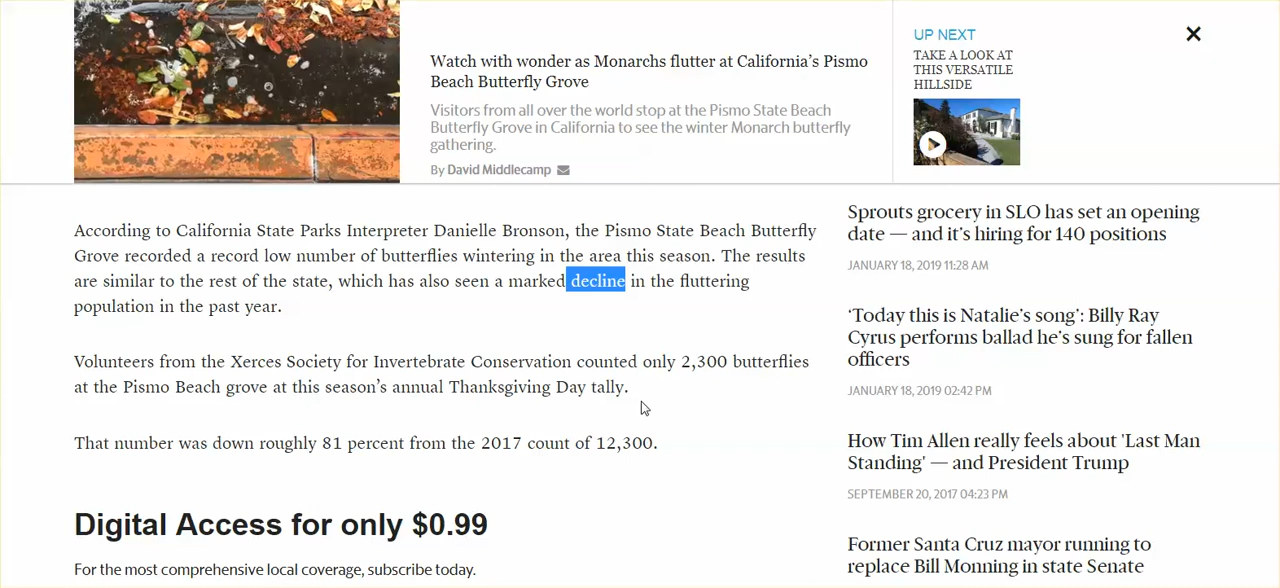 Watch with wonder as Monarchs flutter at California’s Pismo
Beach Butterfly Grove
Visitors from all over the world stop at the Pismo State Beach
Butterfly Grove in California to see the winter Monarch butterfly
gathering.
By David Middlecamp
UP NEXT
TAKE A LOOK AT
THIS VERSATILE
HILLSIDE
According to California State Parks Interpreter Danielle Bronson, the Pismo State Beach Butterfly
Grove recorded a record low number of butterflies wintering in the area this season. The results
are similar to the rest of the state, which has also seen a marked decline in the fluttering
population in the past year.
Volunteers from the Xerces Society for Invertebrate Conservation counted only 2,300 butterflies
at the Pismo Beach grove at this season’s annual Thanksgiving Day tally.
That number was down roughly 81 percent from the 2017 count of 12,300.
Digital Access for only $0.99
For the most comprehensive local coverage, subscribe today.
Sprouts grocery in SLO has set an opening
date — and it’s hiring for 140 positions
JANUARY 18, 2019 11:28 AM
‘Today this is Natalie’s song’: Billy Ray
Cyrus performs ballad he’s sung for fallen
officers
JANUARY 18, 2019 02:42 PM
How Tim Allen really feels about 'Last Man
Standing' — and President Trump
SEPTEMBER 20, 2017 04:23 PM
Former Santa Cruz mayor running to
replace Bill Monning in state Senate